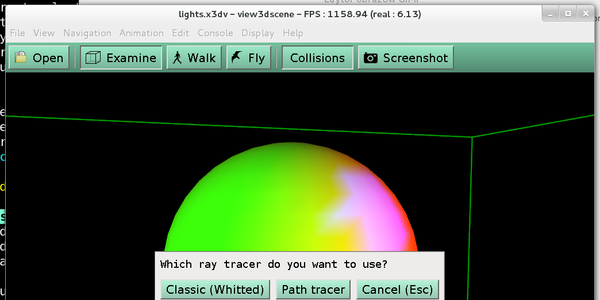 lights.x3dv – view3dscene – FPS : 1158.94 (real : 6.13)
File View Navigation Animation Edit Console Display Help
Open Examine Walk Fly Collisions Screenshot
Which ray tracer do you want to use?
Classic (Whitted) Path tracer Cancel (Esc)